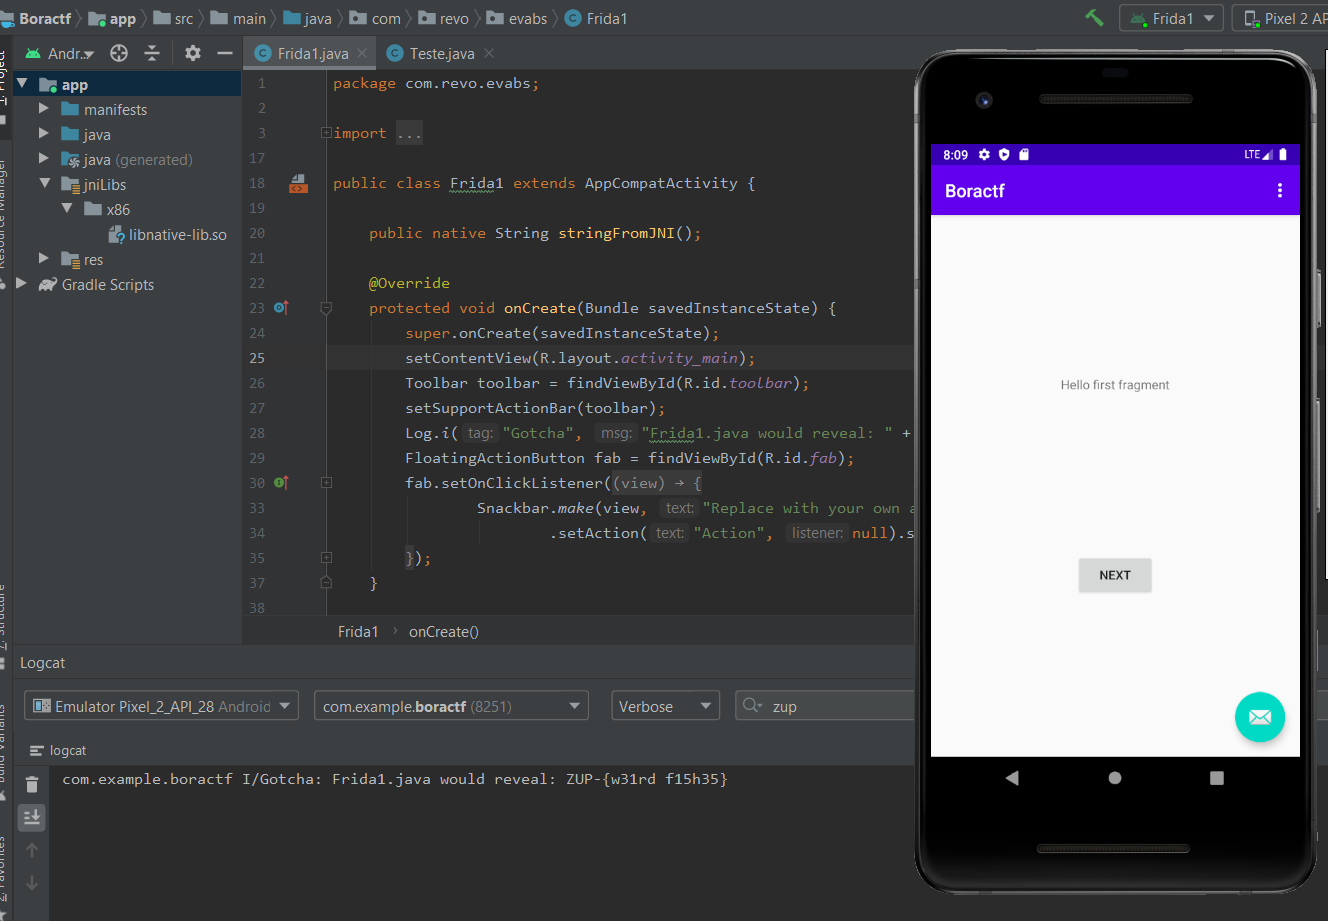 Boractf app src main java com revo evabs Frida1 Frida1 Pixel 2 AP
Andr.. Frida1.java Teste.java
app
manifests
java
java (generated)
jniLibs
x86
libnative-lib.so
res
Gradle Scripts
1 package com.revo.evabs;
2
3 import ...
17
18 public class Frida1 extends AppCompatActivity {
19
20 public native String stringFromJNI();
21
22 @Override
23 protected void onCreate(Bundle savedInstanceState) {
24 super.onCreate(savedInstanceState);
25 setContentView(R.layout.activity_main);
26 Toolbar toolbar = findViewById(R.id.toolbar);
27 setSupportActionBar(toolbar);
28 Log.i( tag: "Gotcha", msg: "Frida1.java would reveal: " +
29 FloatingActionButton fab = findViewById(R.id.fab);
30 fab.setOnClickListener((view) → {
33 Snackbar.make(view, text: "Replace with your own a
34 .setAction( text: "Action", listener: null).s
35 });
37 }
38
Frida1 onCreate()
Logcat
Emulator Pixel_2_API_28 Android com.example.boractf (8251) Verbose zup
logcat
com.example.boractf I/Gotcha: Frida1.java would reveal: ZUP-{w31rd f15h35}
8:09 LTE
Boractf
Hello first fragment
NEXT
Project
Resource Manager
Z: Structure
Build Variants
2: Favorites